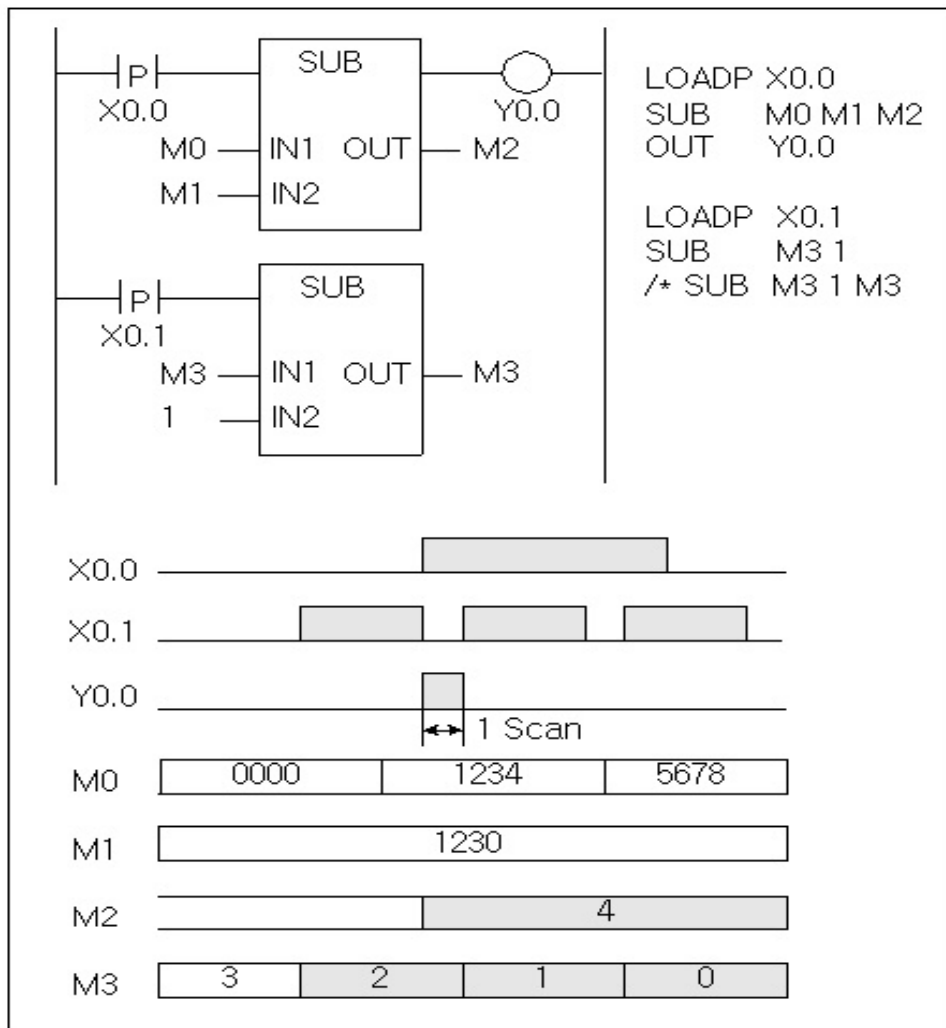 P
X0.0
SUB
Y0.0
M0 IN1 OUT M2
M1 IN2
P
X0.1
SUB
M3 IN1 OUT M3
1 IN2
LOADP X0.0
SUB M0 M1 M2
OUT Y0.0
LOADP X0.1
SUB M3 1
/* SUB M3 1 M3
X0.0
X0.1
Y0.0
1 Scan
M0 0000 1234 5678
M1 1230
M2 4
M3 3 2 1 0